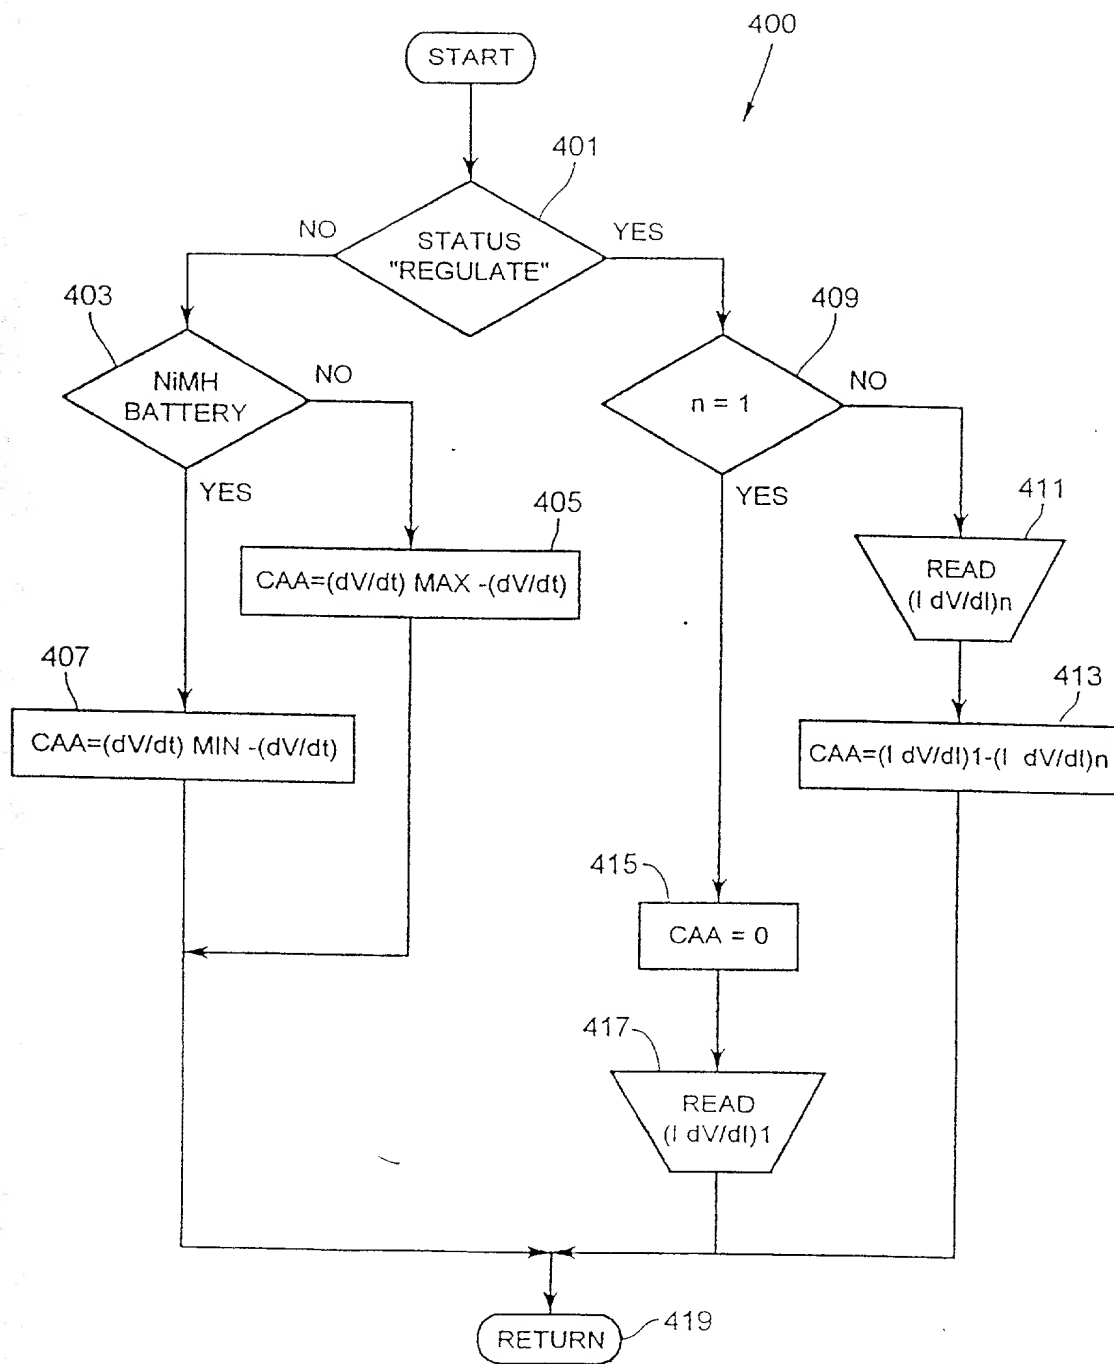 400
START
401
NO
STATUS
"REGULATE"
YES
403
NiMH
BATTERY
NO
YES
409
n = 1
NO
YES
405
CAA=(dV/dt) MAX -(dV/dt)
411
READ
(I dV/dI)n
407
CAA=(dV/dt) MIN -(dV/dt)
413
CAA=(I dV/dI)1-(I dV/dI)n
415
CAA = 0
417
READ
(I dV/dI)1
RETURN
419